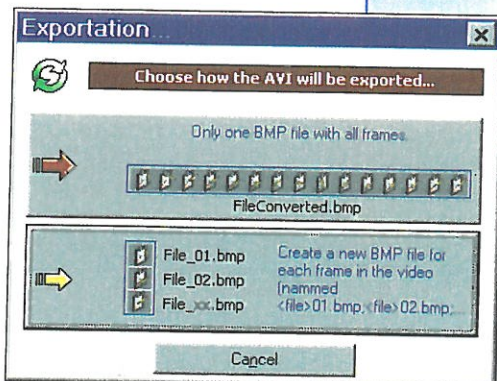 Exportation...
Choose how the AVI will be exported...
Only one BMP file with all frames.
FileConverted.bmp
File_01.bmp
File_02.bmp
File_xx.bmp
Create a new BMP file for
each frame in the video
(nammed
<file>01.bmp,<file>02.bmp,...
Cancel